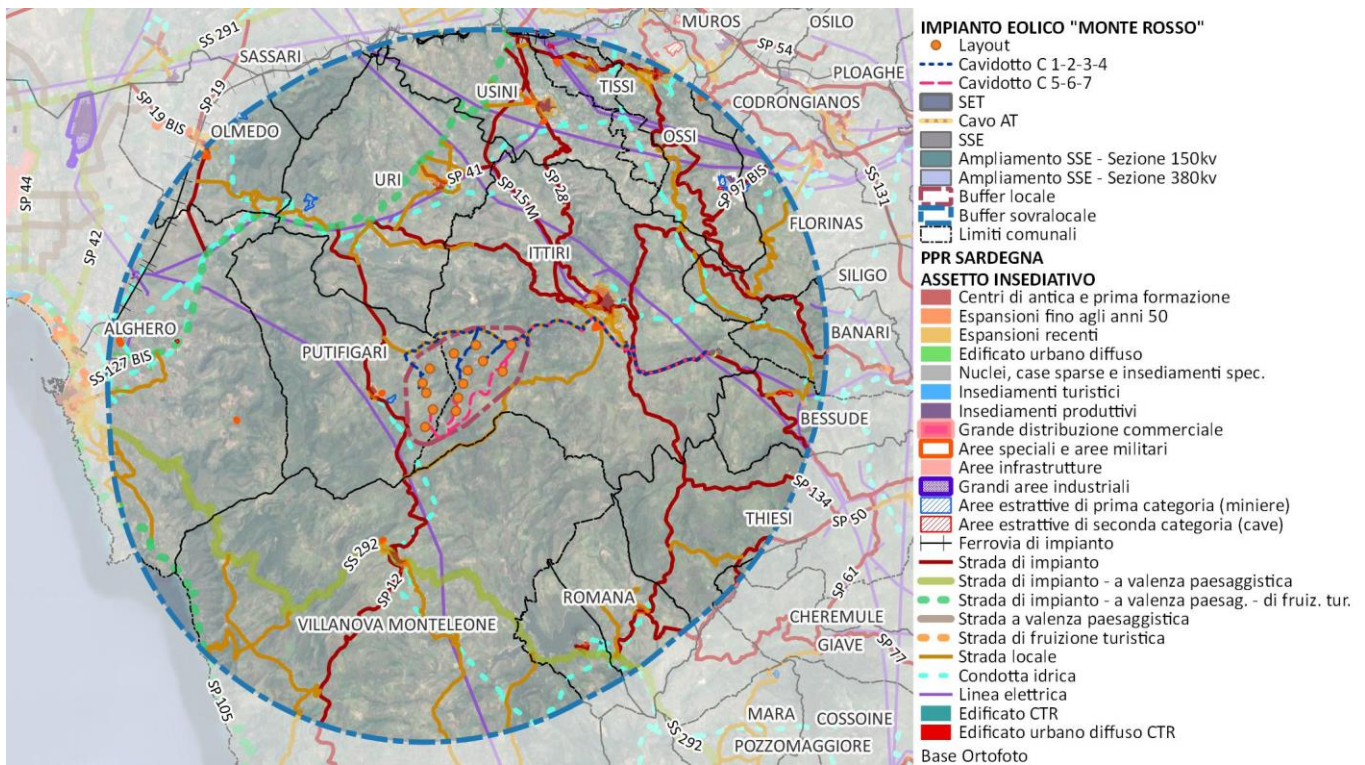 MUROS
OSILO
SS 291
SP 54
SASSARI
PLOAGHE
TISSI
USINI
SP 19
CODRONGIANOS
SP 19 BIS
OLMEDO
OSSI
SP 44
URI
SP 41
SP 15/M
SP 28
SP 97 BIS
SS 131
FLORINAS
SP 42
ITTIRI
SILIGO
ALGHERO
BANARI
PUTIFIGARI
SS 127 BIS
BESSUDE
SP 134
SP 50
THIESI
SS 292
SP 12
ROMANA
SP 61
VILLANOVA MONTELEONE
CHEREMULE
GIAVE
SP 77
SP 105
MARA
COSSOINE
SS 292
POZZOMAGGIORE
IMPIANTO EOLICO "MONTE ROSSO"
Layout
Cavidotto C 1-2-3-4
Cavidotto C 5-6-7
SET
Cavo AT
SSE
Ampliamento SSE - Sezione 150kv
Ampliamento SSE - Sezione 380kv
Buffer locale
Buffer sovralocale
Limiti comunali
PPR SARDEGNA
ASSETTO INSEDIATIVO
Centri di antica e prima formazione
Espansioni fino agli anni 50
Espansioni recenti
Edificato urbano diffuso
Nuclei, case sparse e insediamenti spec.
Insediamenti turistici
Insediamenti produttivi
Grande distribuzione commerciale
Aree speciali e aree militari
Aree infrastrutture
Grandi aree industriali
Aree estrattive di prima categoria (miniere)
Aree estrattive di seconda categoria (cave)
Ferrovia di impianto
Strada di impianto
Strada di impianto - a valenza paesaggistica
Strada di impianto - a valenza paesag. - di fruiz. tur.
Strada a valenza paesaggistica
Strada di fruizione turistica
Strada locale
Condotta idrica
Linea elettrica
Edificato CTR
Edificato urbano diffuso CTR
Base Ortofoto